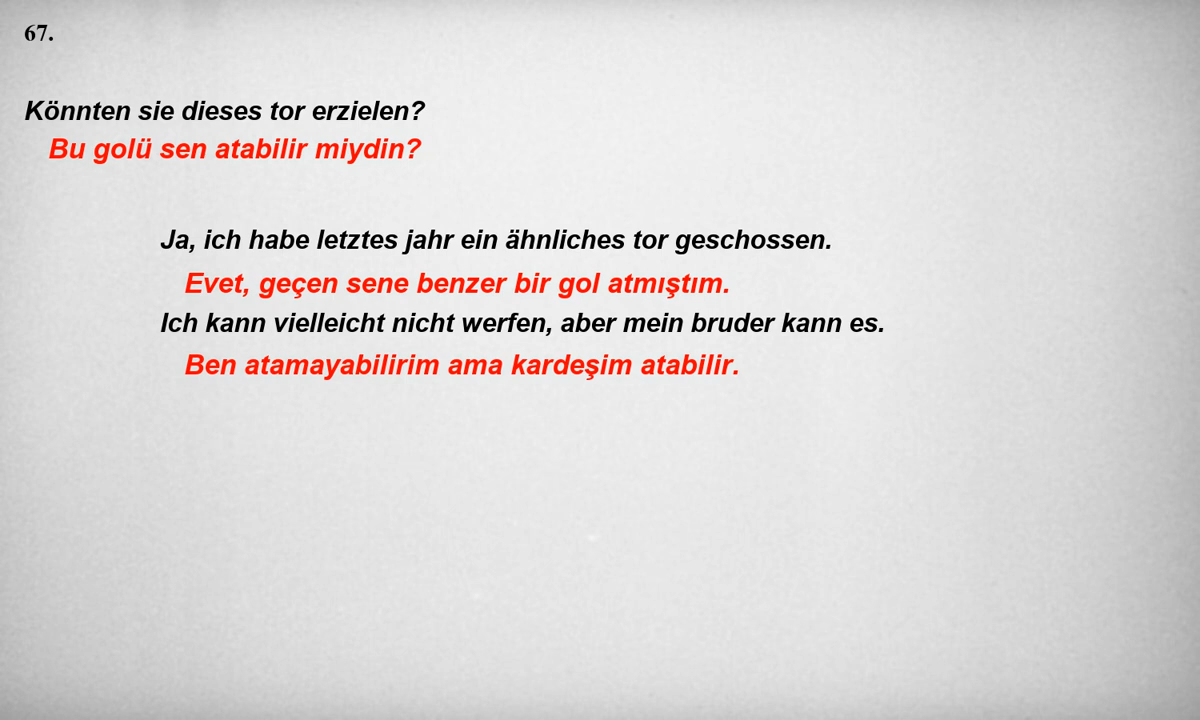 67.
Könnten sie dieses tor erzielen?
Bu golü sen atabilir miydin?
Ja, ich habe letztes jahr ein ähnliches tor geschossen.
Evet, geçen sene benzer bir gol atmıştım.
Ich kann vielleicht nicht werfen, aber mein bruder kann es.
Ben atamayabilirim ama kardeşim atabilir.